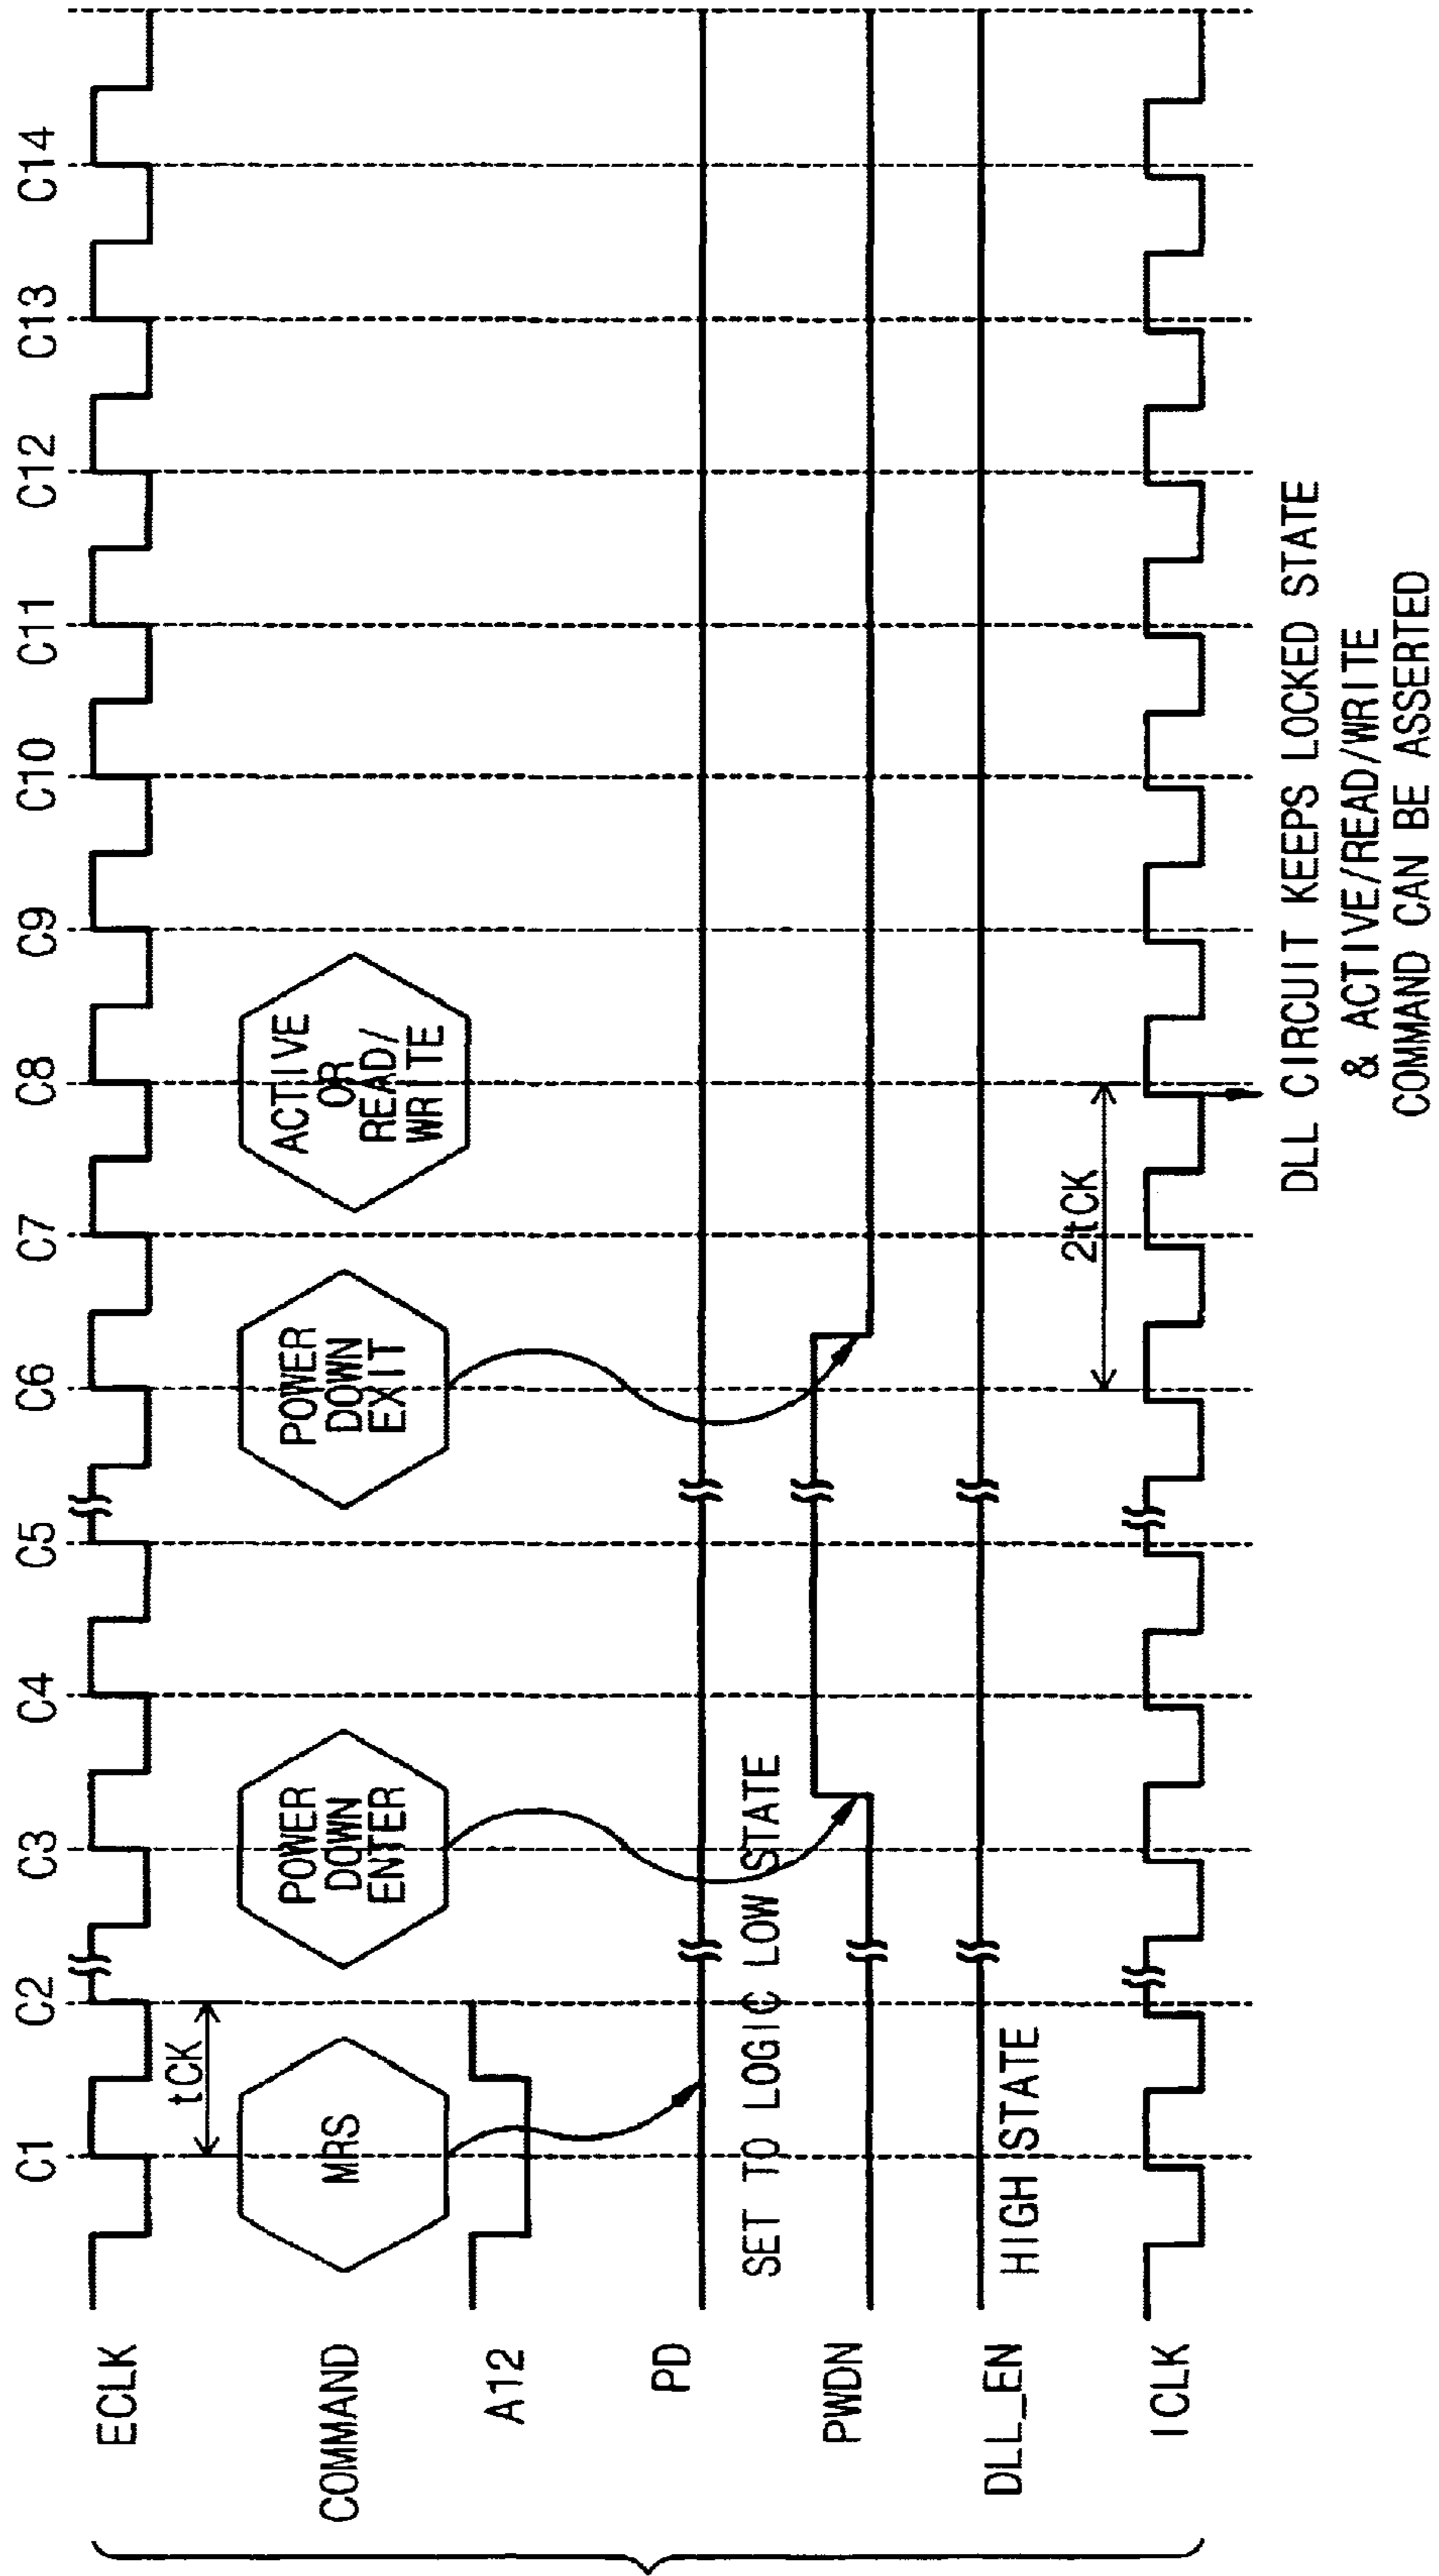 C1
C2
C3
C4
C5
C6
C7
C8
C9
C10
C11
C12
C13
C14
ECLK
tCK
COMMAND
MRS
POWER
DOWN
ENTER
POWER
DOWN
EXIT
ACTIVE
OR
READ/
WRITE
A12
PD
SET TO LOGIC LOW STATE
PWDN
DLL_EN
HIGH STATE
2tCK
ICLK
DLL CIRCUIT KEEPS LOCKED STATE
& ACTIVE/READ/WRITE
COMMAND CAN BE ASSERTED